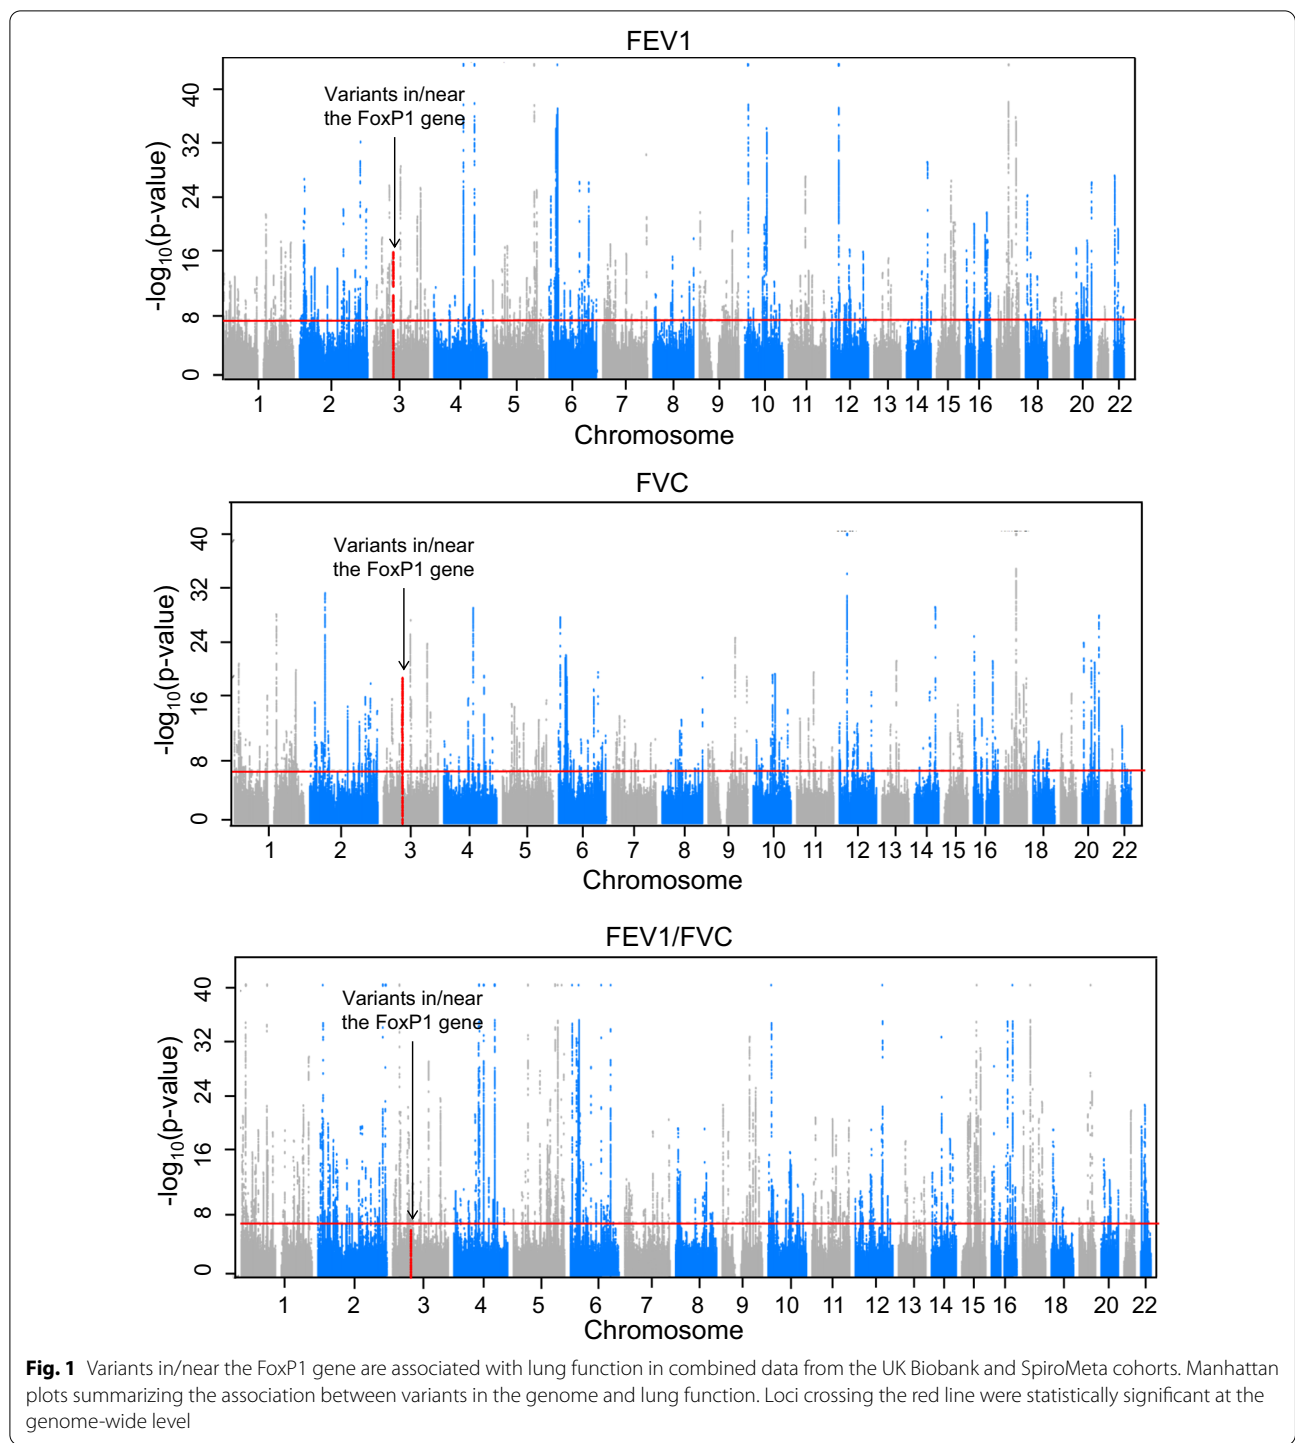 FEV1
Variants in/near
the FoxP1 gene
-log10(p-value)
40
32
24
16
8
0
1 2 3 4 5 6 7 8 9 10 11 12 13 14 15 16 18 20 22
Chromosome
FVC
Variants in/near
the FoxP1 gene
-log10(p-value)
40
32
24
16
8
0
1 2 3 4 5 6 7 8 9 10 11 12 13 14 15 16 18 20 22
Chromosome
FEV1/FVC
Variants in/near
the FoxP1 gene
-log10(p-value)
40
32
24
16
8
0
1 2 3 4 5 6 7 8 9 10 11 12 13 14 15 16 18 20 22
Chromosome
Fig. 1 Variants in/near the FoxP1 gene are associated with lung function in combined data from the UK Biobank and SpiroMeta cohorts. Manhattan
plots summarizing the association between variants in the genome and lung function. Loci crossing the red line were statistically significant at the
genome-wide level